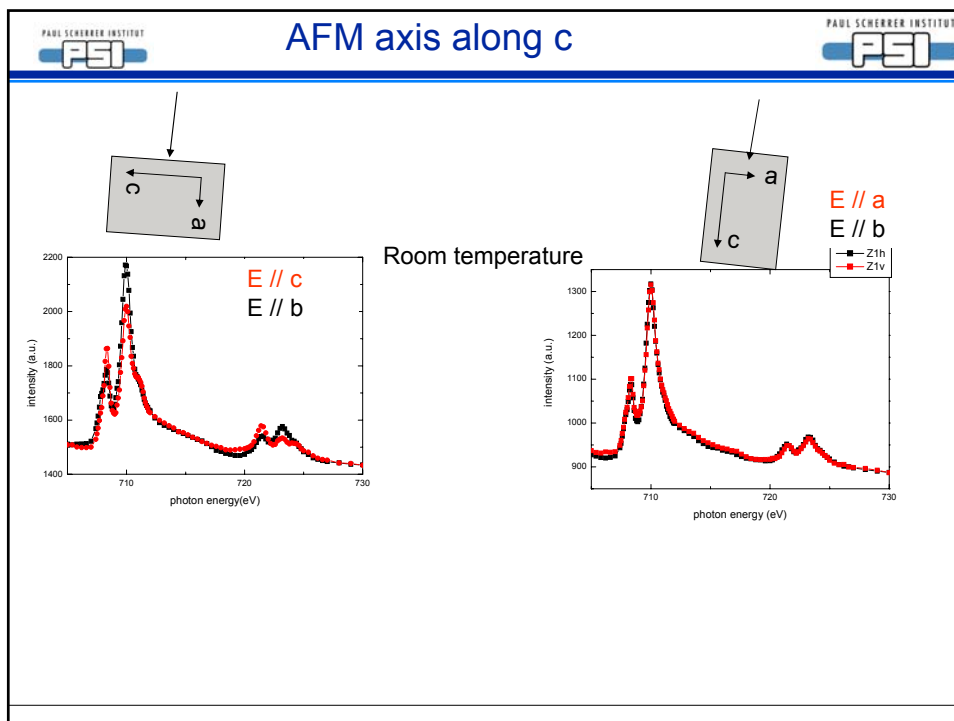 PAUL SCHERRER INSTITUT
PSI
AFM axis along c
PAUL SCHERRER INSTITUT
PSI
c
a
a
c
E // a
E // b
Room temperature
E // c
E // b
2200
2000
1800
1600
1400
intensity (a.u.)
710
720
730
photon energy(eV)
Z1h
Z1v
1300
1200
1100
1000
900
intensity (a.u.)
710
720
730
photon energy (eV)